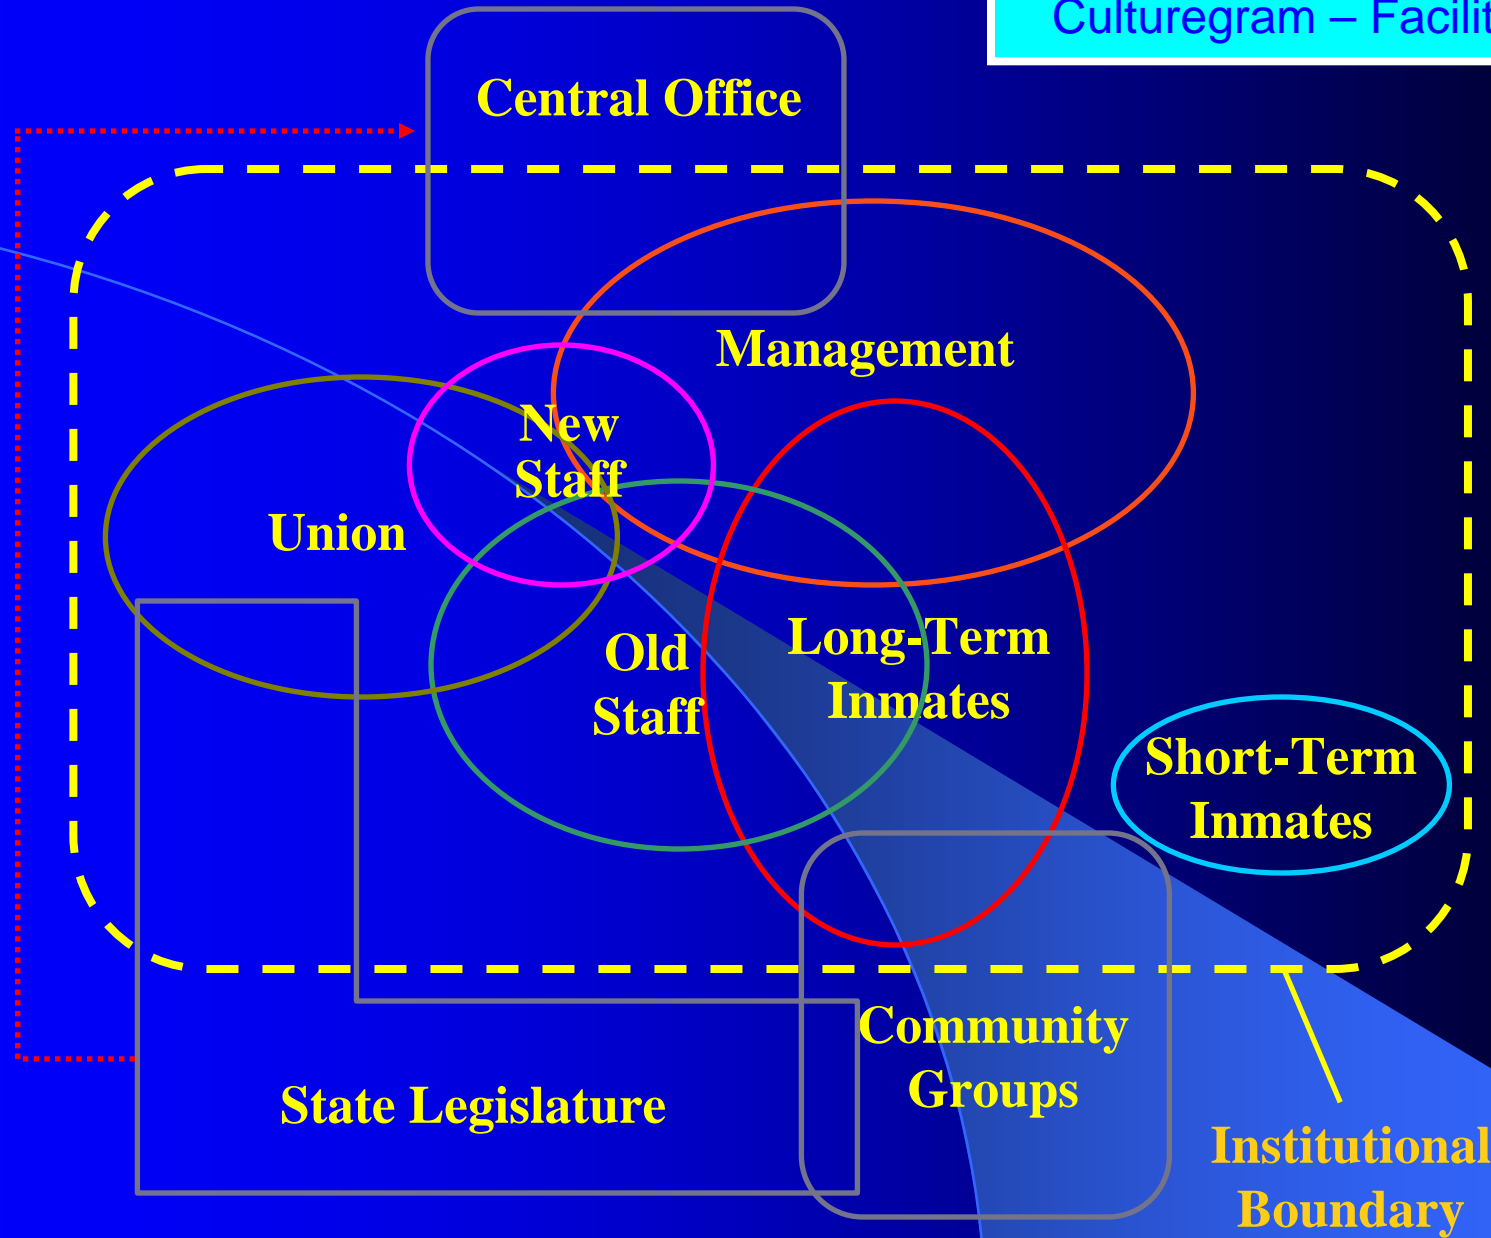 Culturegram – Facilit
Central Office
Management
New
Staff
Union
Old
Staff
Long-Term
Inmates
Short-Term
Inmates
Community
Groups
State Legislature
Institutional
Boundary